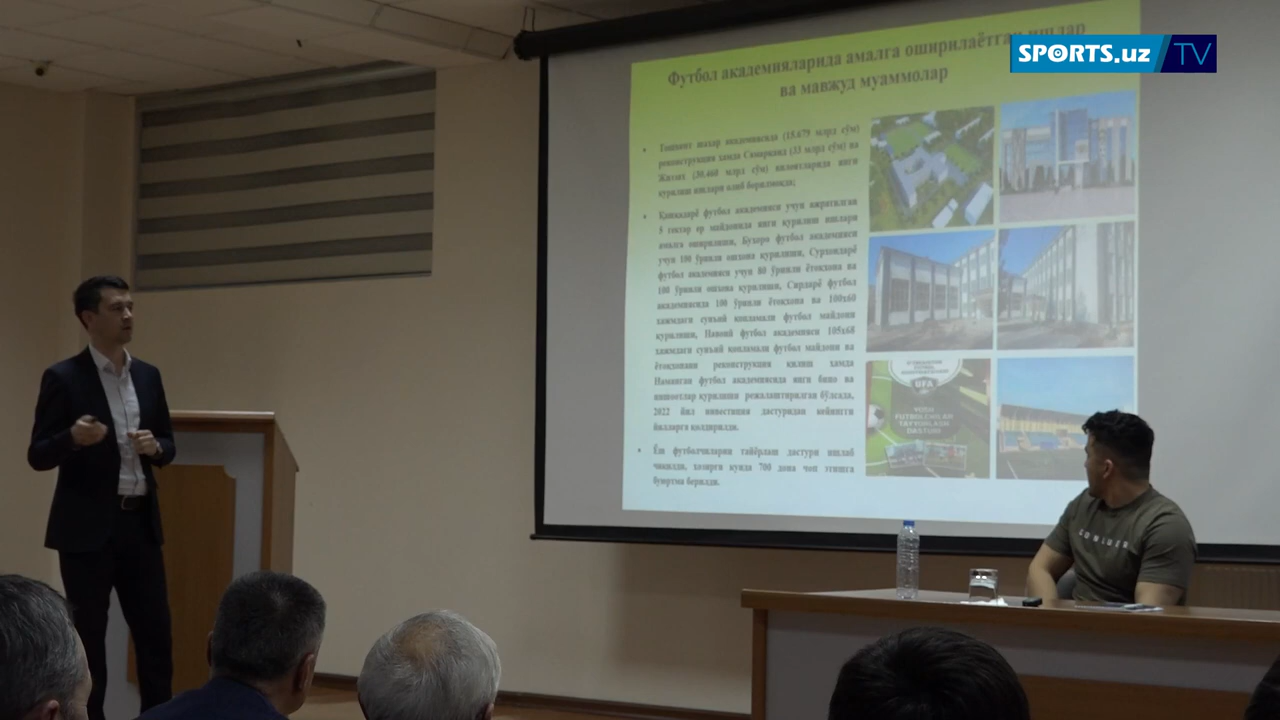 SPORTS.uz TV
Футбол академияларида амалга оширилаётган ишлар
ва мавжуд муаммолар
• Тошкент шаҳар академиясида (15.679 млрд сўм)
реконструкция ҳамда Самарқанд (33 млрд сўм) ва
Жиззах (30.460 млрд сўм) вилоятларида янги
қурилиш ишлари олиб борилмоқда;
• Қашқадарё футбол академияси учун ажратилган
5 гектар ер майдонида янги қурилиш ишлари
амалга оширилиши, Бухоро футбол академияси
учун 100 ўринли ошхона қурилиши, Сурхондарё
футбол академияси учун 80 ўринли ётоқхона ва
100 ўринли ошхона қурилиши, Сирдарё футбол
академиясида 100 ўринли ётоқхона ва 100х60
ҳажмдаги сунъий қопламали футбол майдони
қурилиши, Навоий футбол академияси 105х68
ҳажмдаги сунъий қопламали футбол майдони ва
ётоқхонани реконструкция қилиш ҳамда
Наманган футбол академиясида янги бино ва
иншоотлар қурилиши режалаштирилган бўлсада,
2022 йил инвестиция дастуридан кейинги
йилларга қолдирилди.
• Ёш футболчиларни тайёрлаш дастури ишлаб
чиқилди, ҳозирги кунда 700 дона чоп этишга
буюртма берилди.
UFA
YOSH
FUTBOLCHILAR
TAYYORLASH
DASTURI